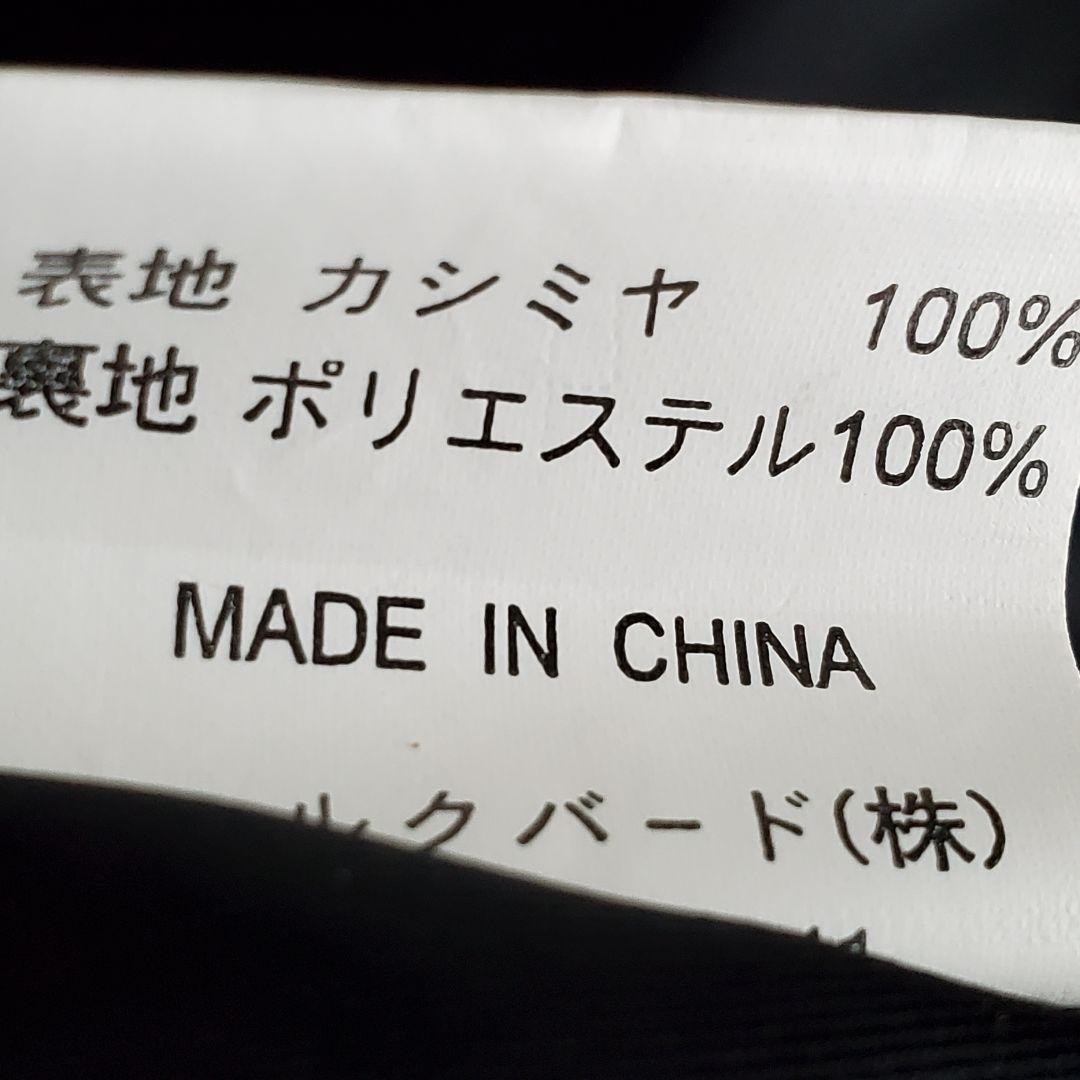 表地 カシミヤ 100%
裏地 ポリエステル100%
MADE IN CHINA
ルクバード(株)